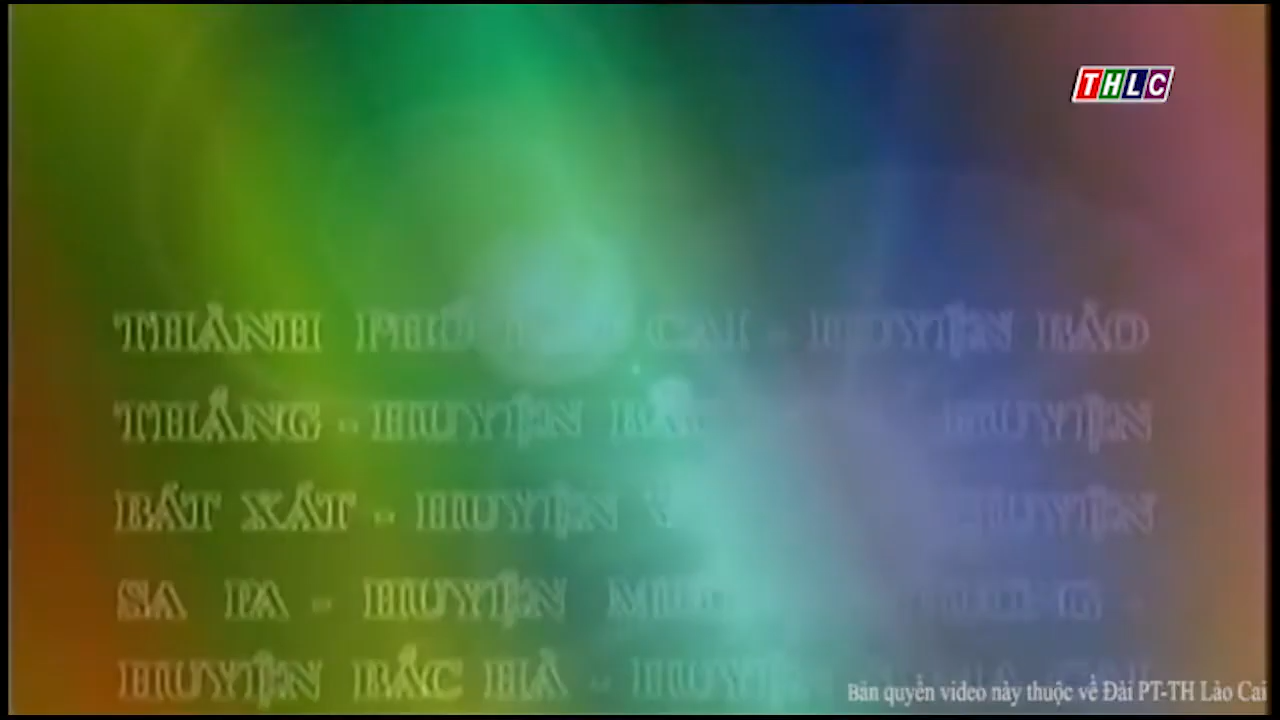 THLC
THÀNH PHỐ CAI - HUYỆN BẢO
THẮNG - HUYỆN HUYỆN
BÁT XÁT - HUYỆN HUYỆN
SA PA - HUYỆN
HUYỆN BẮC HÀ - HUYỆN
Bản quyền video này thuộc về Đài PT-TH Lào Cai